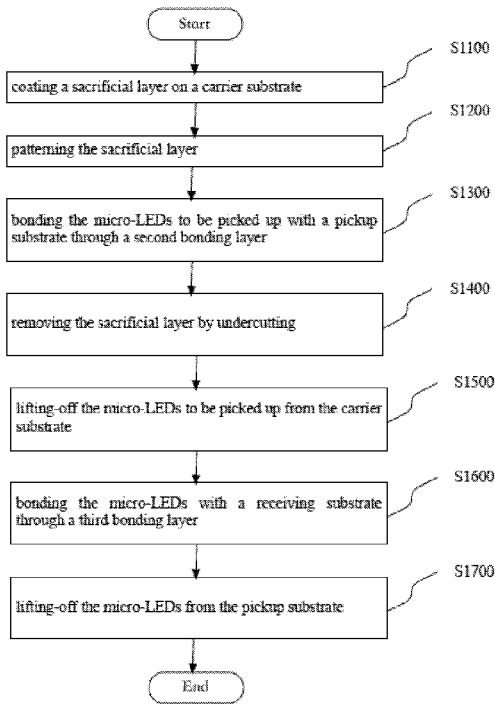 Start
S1100
coating a sacrificial layer on a carrier substrate
S1200
patterning the sacrificial layer
S1300
bonding the micro-LEDs to be picked up with a pickup
substrate through a second bonding layer
S1400
removing the sacrificial layer by undercutting
S1500
lifting-off the micro-LEDs to be picked up from the carrier
substrate
S1600
bonding the micro-LEDs with a receiving substrate
through a third bonding layer
S1700
lifting-off the micro-LEDs from the pickup substrate
End